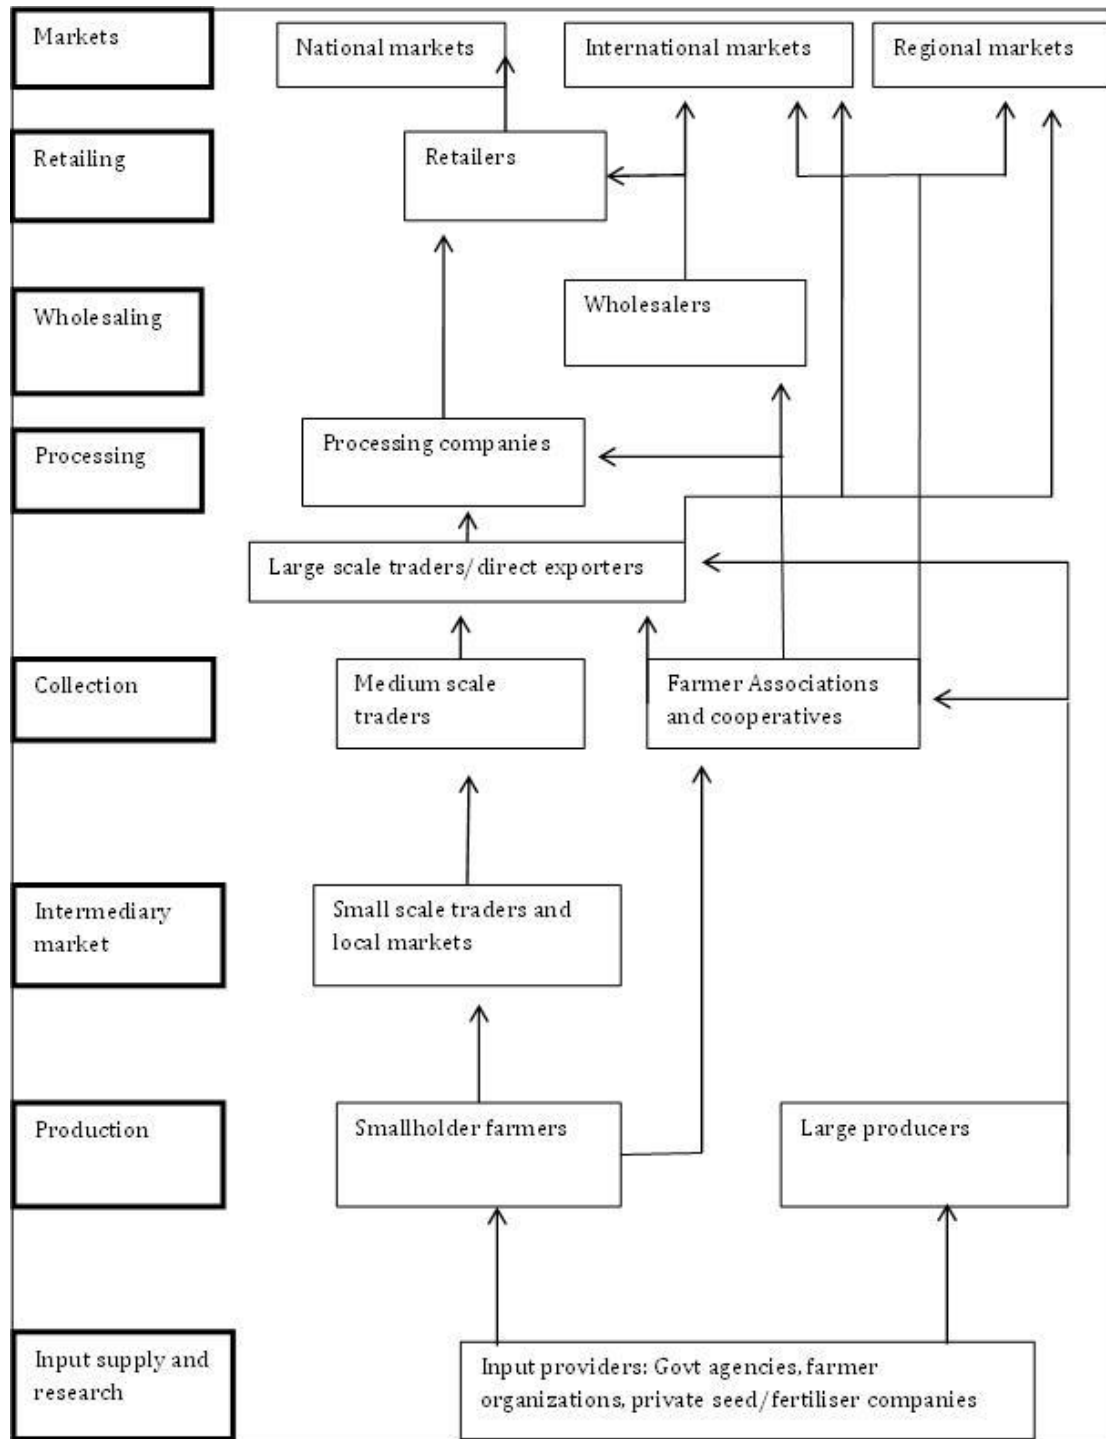 Markets
National markets
International markets
Regional markets
Retailing
Retailers
Wholesaling
Wholesalers
Processing
Processing companies
Large scale traders/ direct exporters
Collection
Medium scale
traders
Farmer Associations
and cooperatives
Intermediary
market
Small scale traders and
local markets
Production
Smallholder farmers
Large producers
Input supply and
research
Input providers: Govt agencies, farmer
organizations, private seed/fertiliser companies